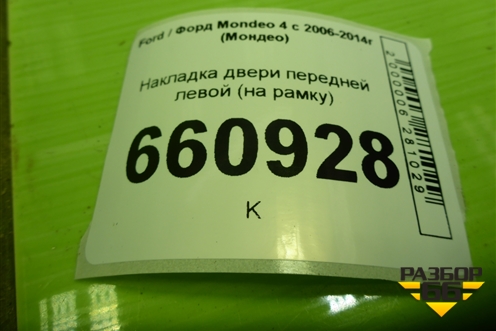 Ford / Форд Mondeo 4 с 2006-2014г
(Мондео)
Накладка двери передней
левой (на рамку)
660928
К
2000006281029
РАЗБОР
66